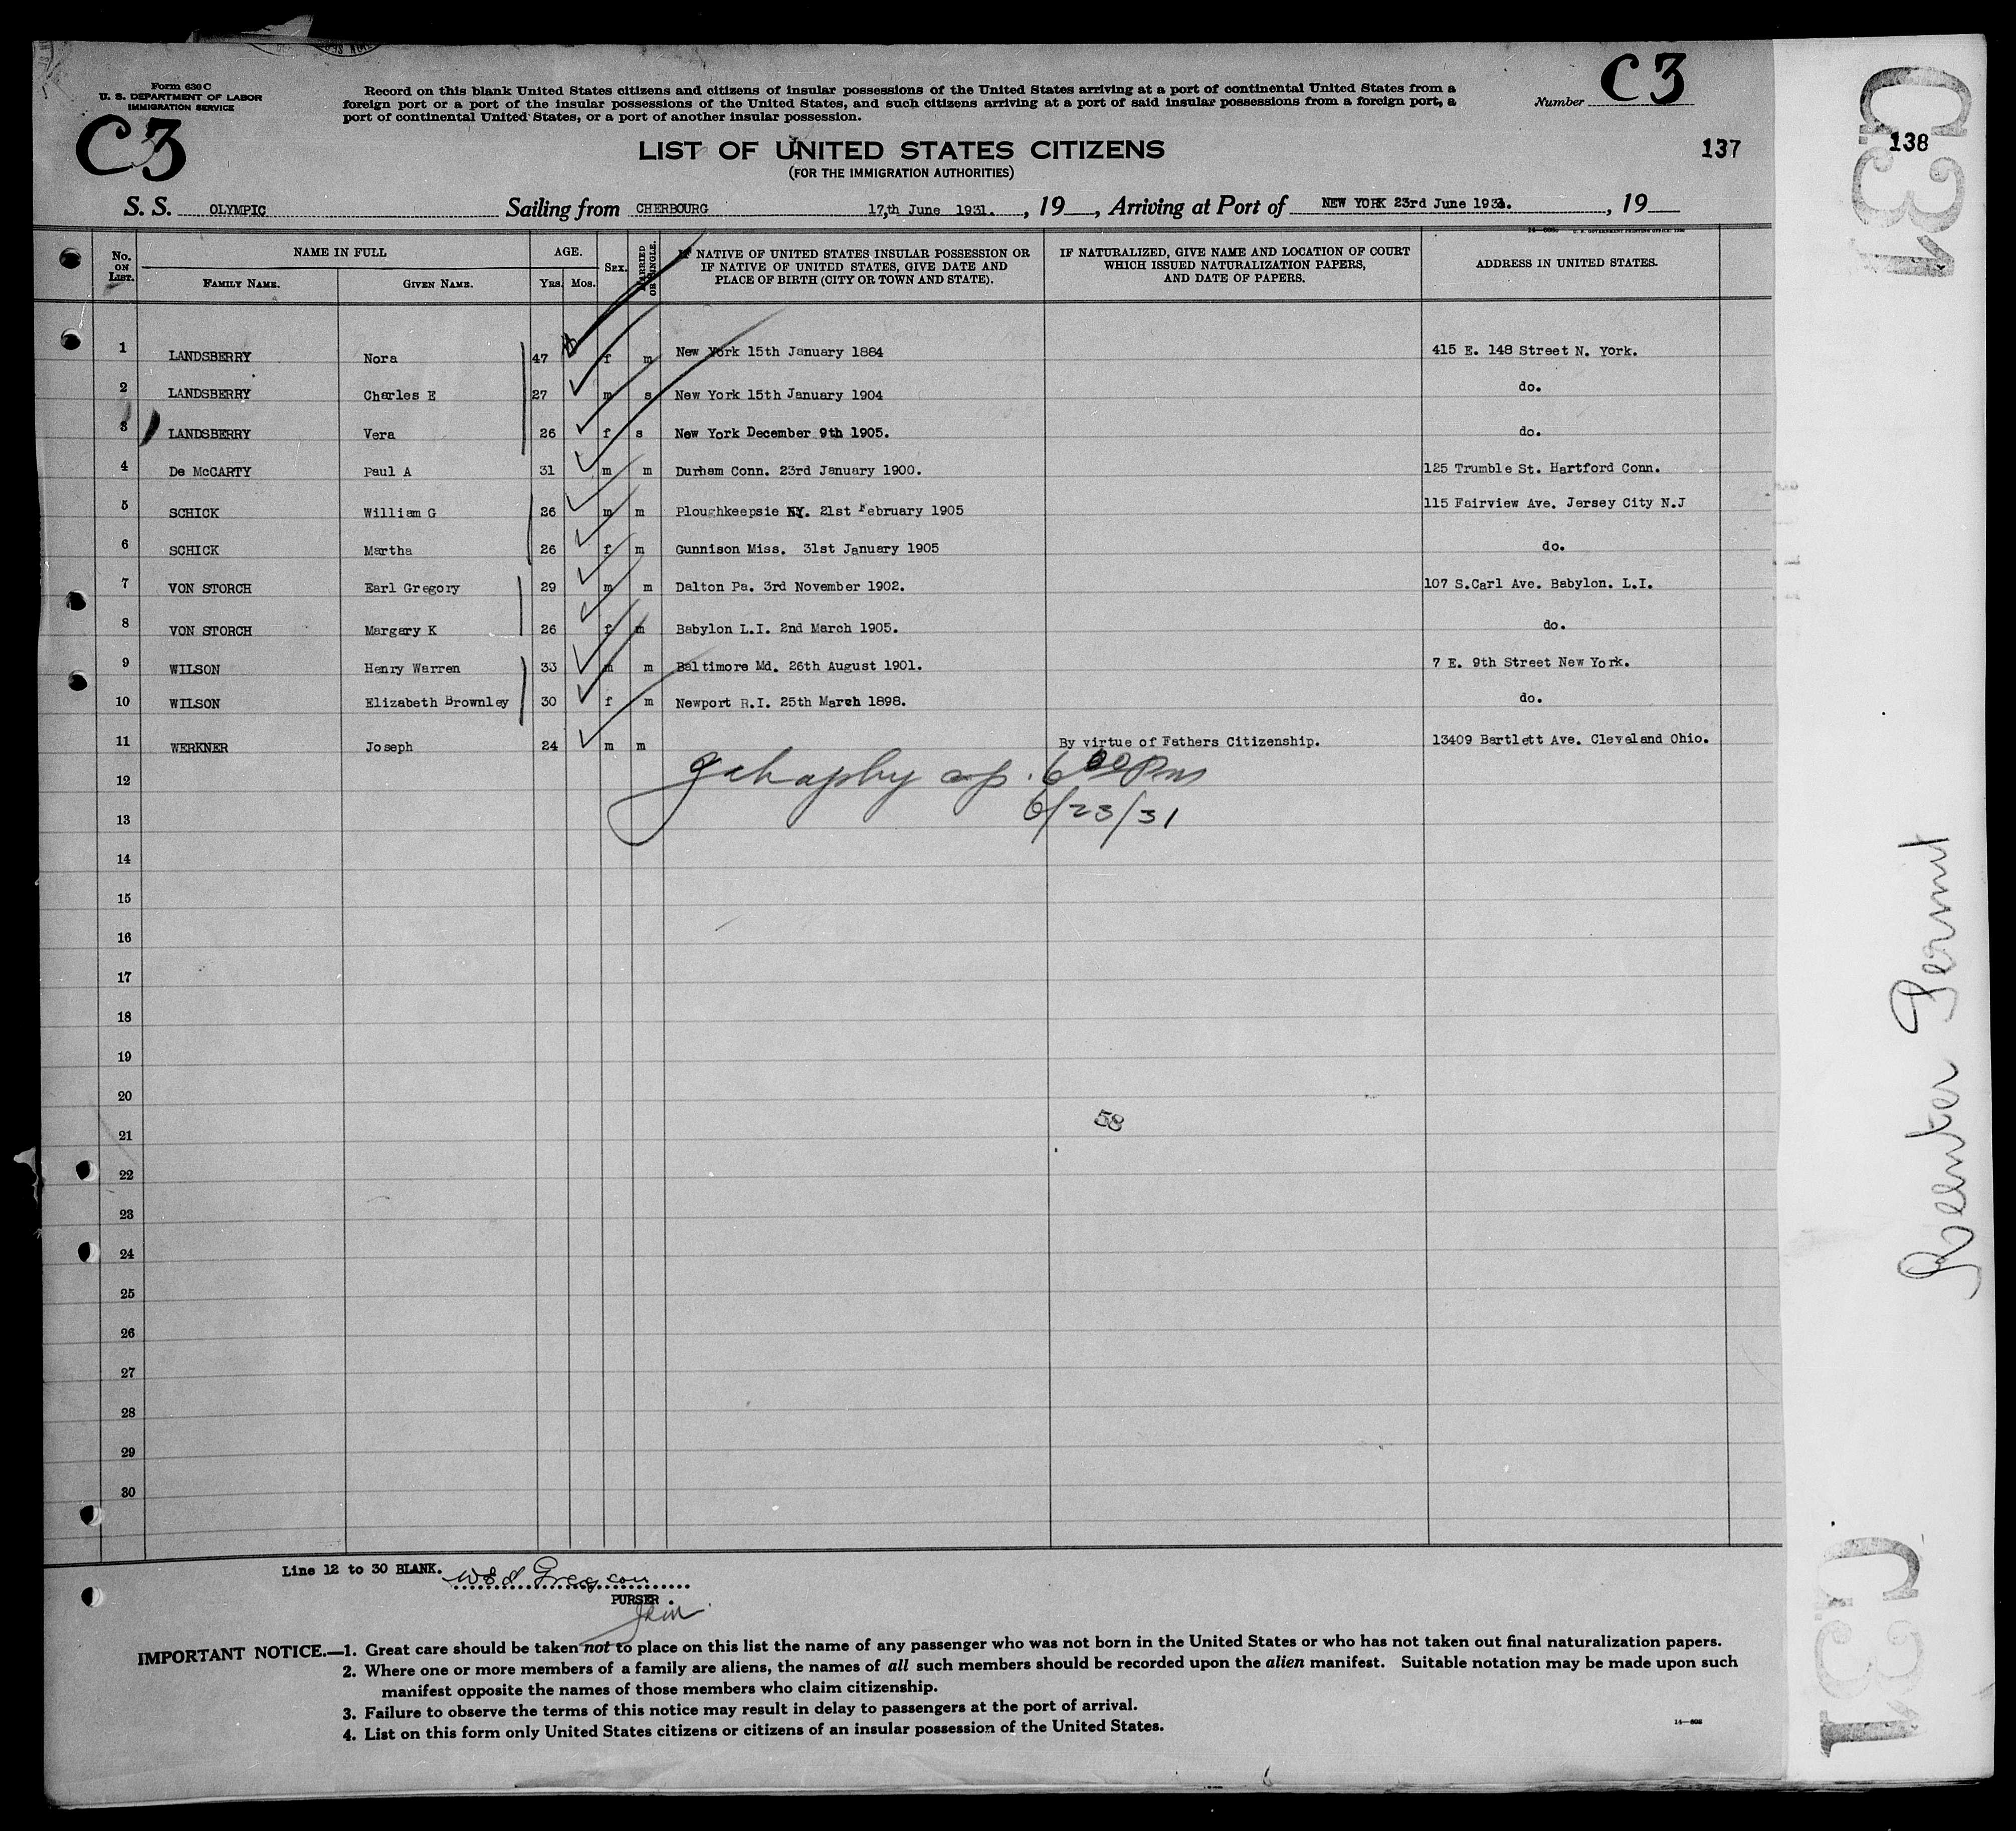 Form 630 C
U. S. DEPARTMENT OF LABOR
IMMIGRATION SERVICE
C3
Record on this blank United States citizens and citizens of insular possessions of the United States arriving at a port of continental United States from a
foreign port or a port of the insular possessions of the United States, and such citizens arriving at a port of said insular possessions from a foreign port, a
port of continental United States, or a port of another insular possession.
Number C3
LIST OF UNITED STATES CITIZENS
(FOR THE IMMIGRATION AUTHORITIES)
137
138
S. S. OLYMPIC Sailing from CHERBOURG 17,th June 1931. , 19 , Arriving at Port of NEW YORK 23rd June 1931. , 19
No. ON LIST. NAME IN FULL FAMILY NAME. GIVEN NAME. AGE. YRS. MOS. SEX. MARRIED OR SINGLE. IF NATIVE OF UNITED STATES INSULAR POSSESSION OR IF NATIVE OF UNITED STATES, GIVE DATE AND PLACE OF BIRTH (CITY OR TOWN AND STATE). IF NATURALIZED, GIVE NAME AND LOCATION OF COURT WHICH ISSUED NATURALIZATION PAPERS, AND DATE OF PAPERS. ADDRESS IN UNITED STATES.
1 LANDSBERRY Nora 47 f m New York 15th January 1884 415 E. 148 Street N. York.
2 LANDSBERRY Charles E 27 m s New York 15th January 1904 do.
3 LANDSBERRY Vera 26 f s New York December 9th 1905. do.
4 De McCARTY Paul A 31 m m Durham Conn. 23rd January 1900. 125 Trumble St. Hartford Conn.
5 SCHICK William G 26 m m Ploughkeepsie NY. 21st February 1905 115 Fairview Ave. Jersey City N.J
6 SCHICK Martha 26 f m Gunnison Miss. 31st January 1905 do.
7 VON STORCH Earl Gregory 29 m m Dalton Pa. 3rd November 1902. 107 S.Carl Ave. Babylon. L.I.
8 VON STORCH Margary K 26 f m Babylon L.I. 2nd March 1905. do.
9 WILSON Henry Warren 33 m m Baltimore Md. 26th August 1901. 7 E. 9th Street New York.
10 WILSON Elizabeth Brownley 30 f m Newport R.I. 25th March 1898. do.
11 WERKNER Joseph 24 m m By virtue of Fathers Citizenship. 13409 Bartlett Ave. Cleveland Ohio.
12
6 00 Pm
13
6/23/31
14
15
16
17
18
19
20
58
21
22
23
24
25
26
27
28
29
30
Line 12 to 30 BLANK.
PURSER .
IMPORTANT NOTICE.—1. Great care should be taken not to place on this list the name of any passenger who was not born in the United States or who has not taken out final naturalization papers.
2. Where one or more members of a family are aliens, the names of all such members should be recorded upon the alien manifest. Suitable notation may be made upon such
manifest opposite the names of those members who claim citizenship.
3. Failure to observe the terms of this notice may result in delay to passengers at the port of arrival.
4. List on this form only United States citizens or citizens of an insular possession of the United States.
14—606
C31
Reenter Permit
C31